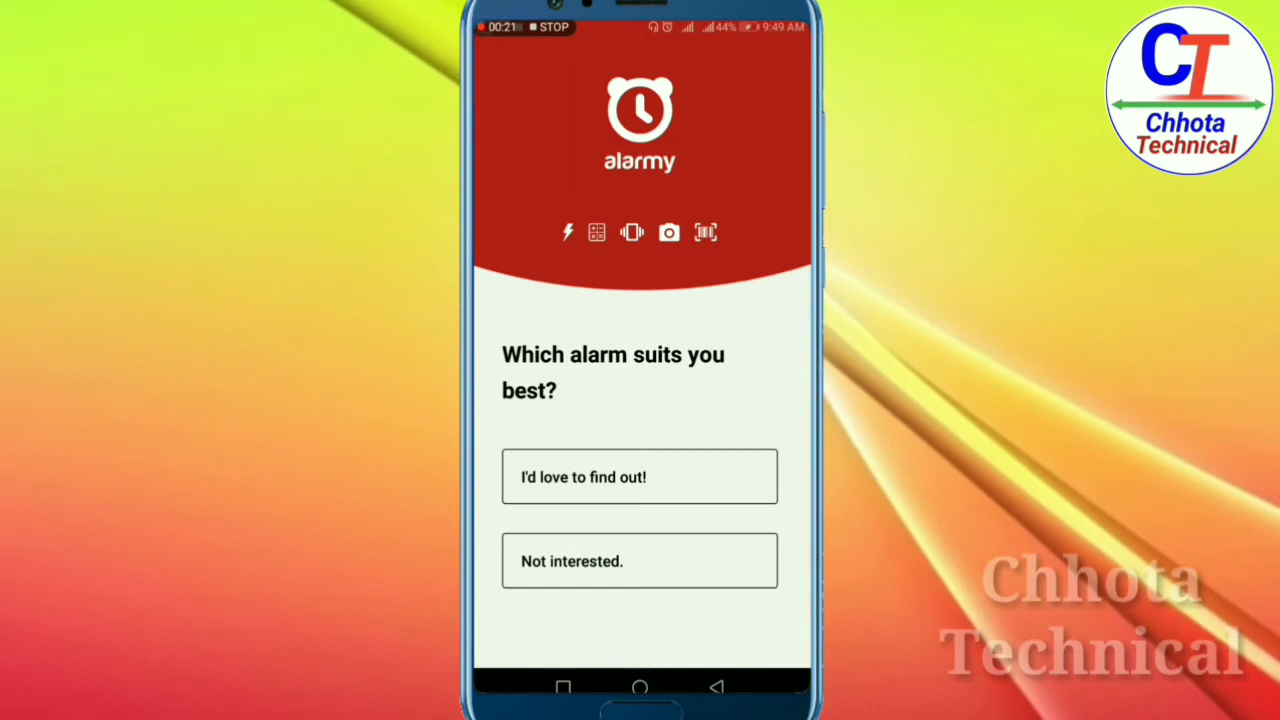 00:21 STOP 44% 9:49 AM
CT
Chhota
Technical
alarmy
Which alarm suits you
best?
I'd love to find out!
Not interested.
Chhota
Technical